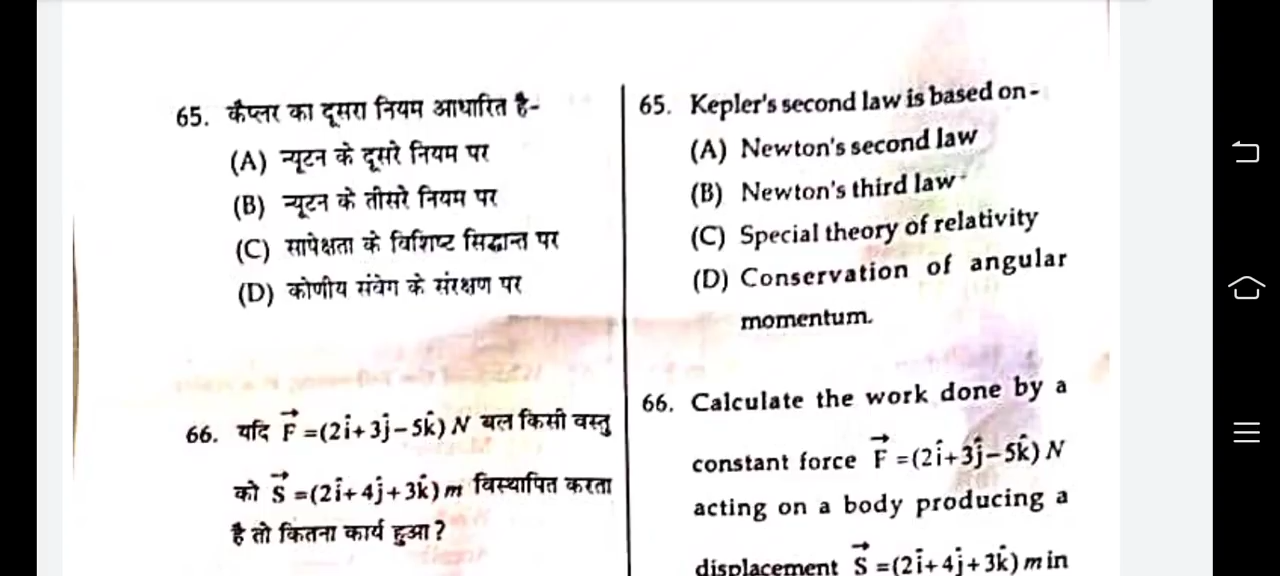 65. कैप्लर का दूसरा नियम आधारित है-
(A) न्यूटन के दूसरे नियम पर
(B) न्यूटन के तीसरे नियम पर
(C) सापेक्षता के विशिष्ट सिद्धान्त पर
(D) कोणीय संवेग के संरक्षण पर
66. यदि F⃗ =(2î+3ĵ-5k̂) N बल किसी वस्तु
को S⃗ =(2î+4ĵ+3k̂) m विस्थापित करता
है तो कितना कार्य हुआ ?
65. Kepler's second law is based on-
(A) Newton's second law
(B) Newton's third law
(C) Special theory of relativity
(D) Conservation of angular
momentum.
66. Calculate the work done by a
constant force F⃗ =(2î+3ĵ-5k̂) N
acting on a body producing a
displacement S⃗ =(2î+4ĵ+3k̂) m in